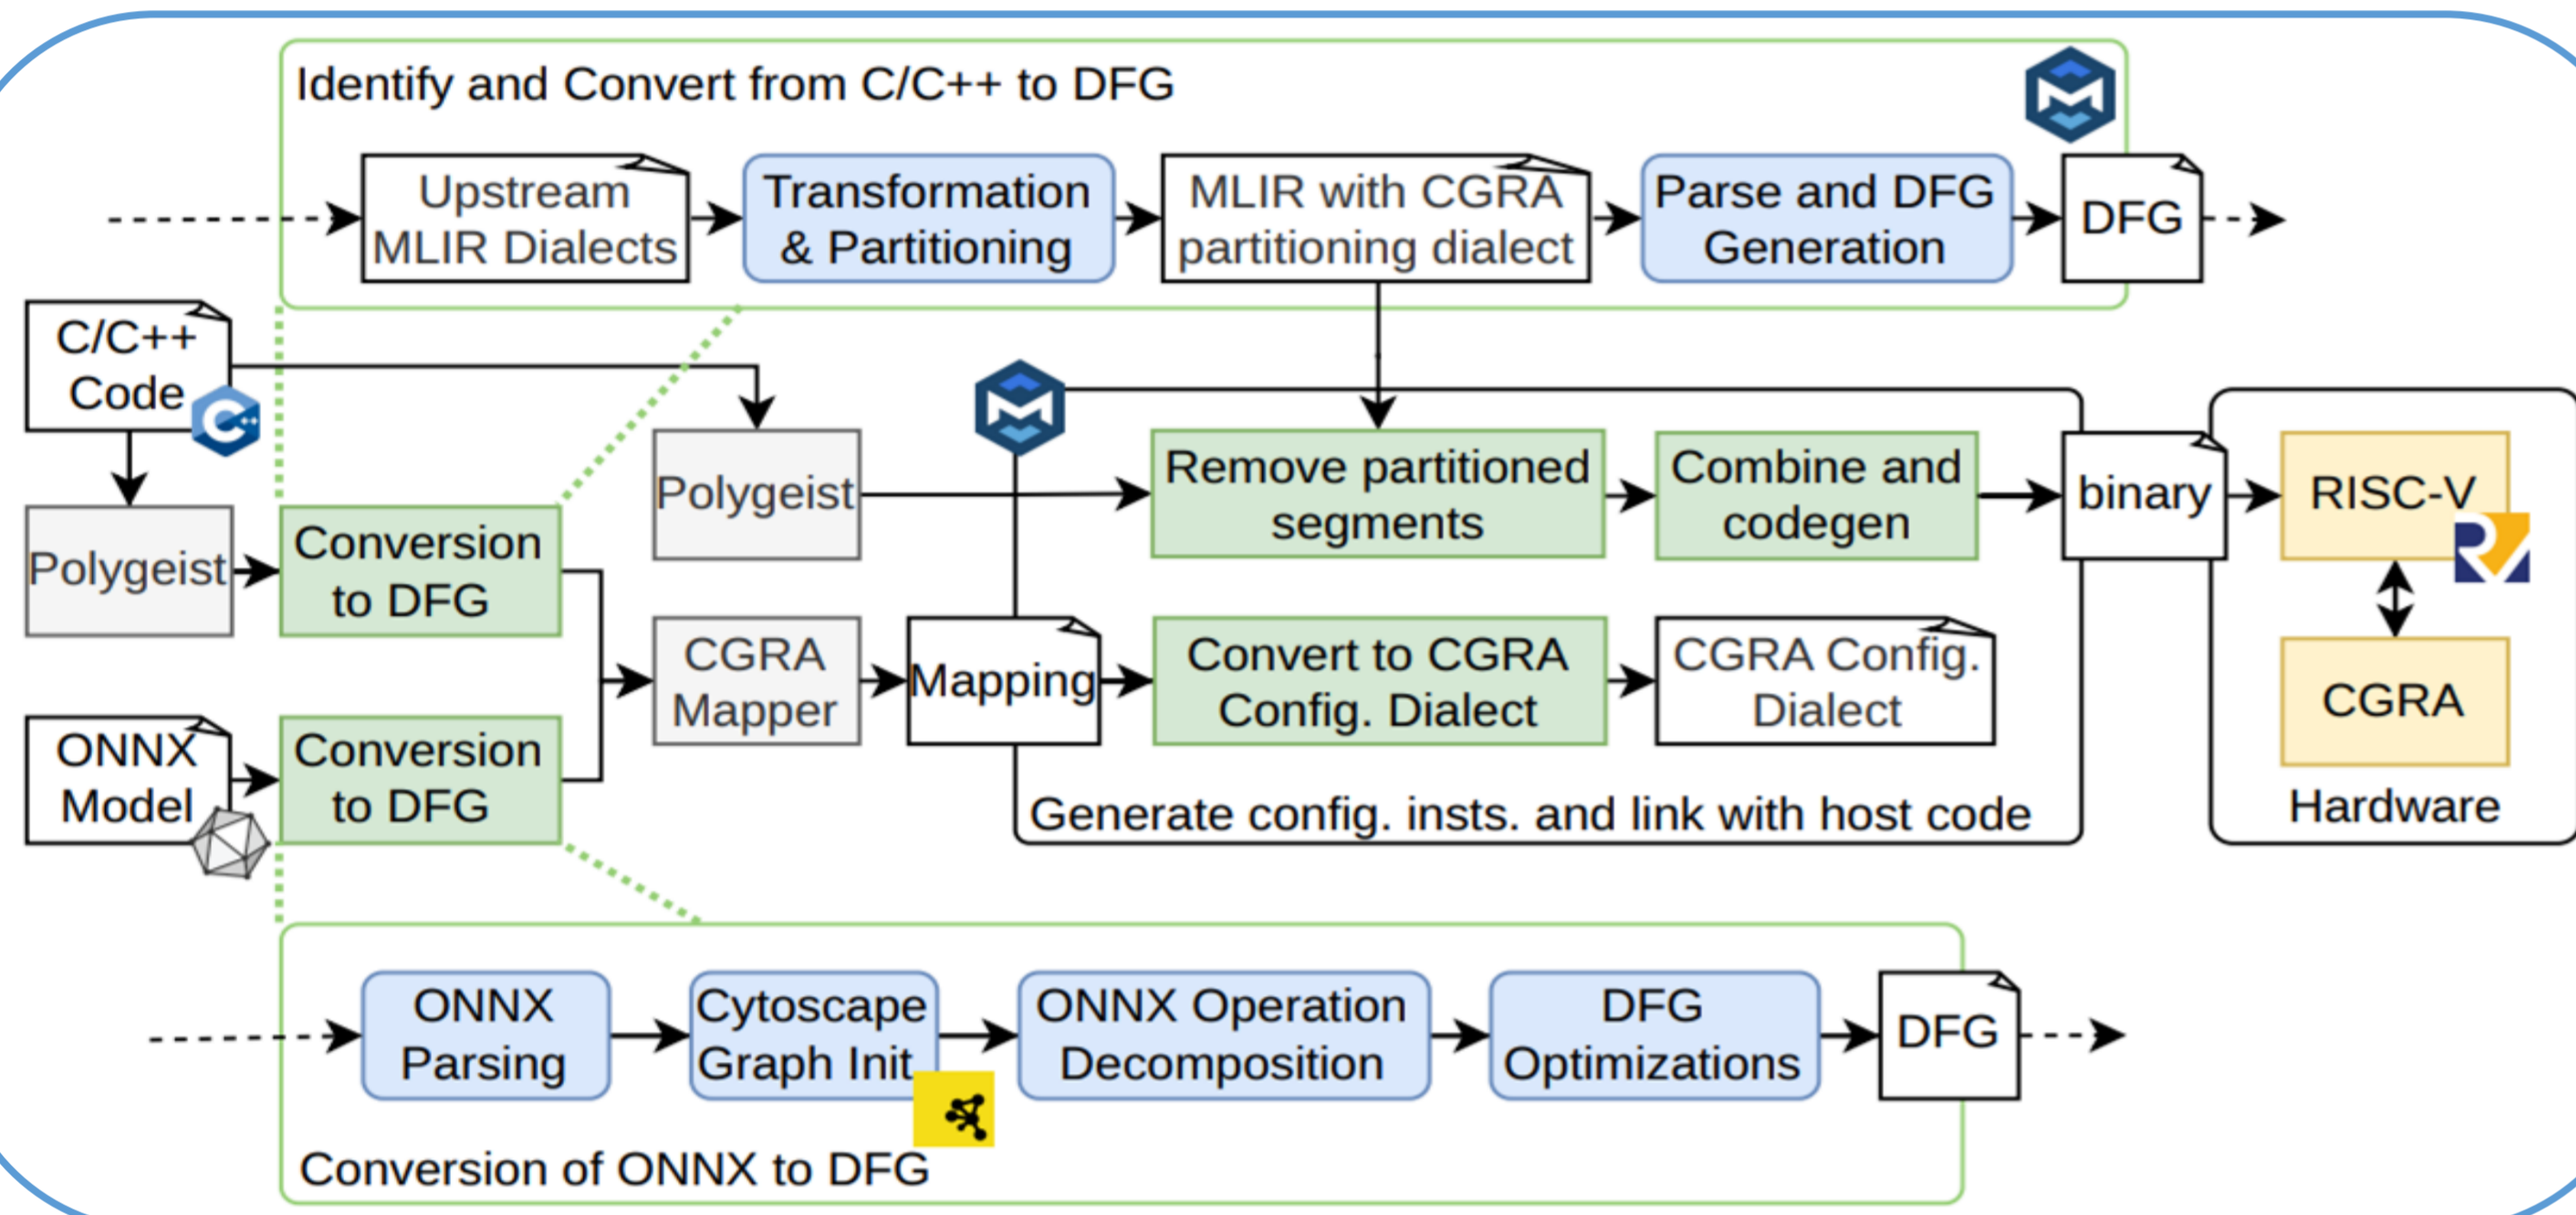 Identify and Convert from C/C++ to DFG
Upstream
MLIR Dialects
Transformation
& Partitioning
MLIR with CGRA
partitioning dialect
Parse and DFG
Generation
DFG
C/C++
Code
C++
Polygeist
Conversion
to DFG
ONNX
Model
Conversion
to DFG
Polygeist
CGRA
Mapper
Mapping
Remove partitioned
segments
Combine and
codegen
Convert to CGRA
Config. Dialect
CGRA Config.
Dialect
Generate config. insts. and link with host code
binary
RISC-V
CGRA
Hardware
ONNX
Parsing
Cytoscape
Graph Init
ONNX Operation
Decomposition
DFG
Optimizations
DFG
Conversion of ONNX to DFG